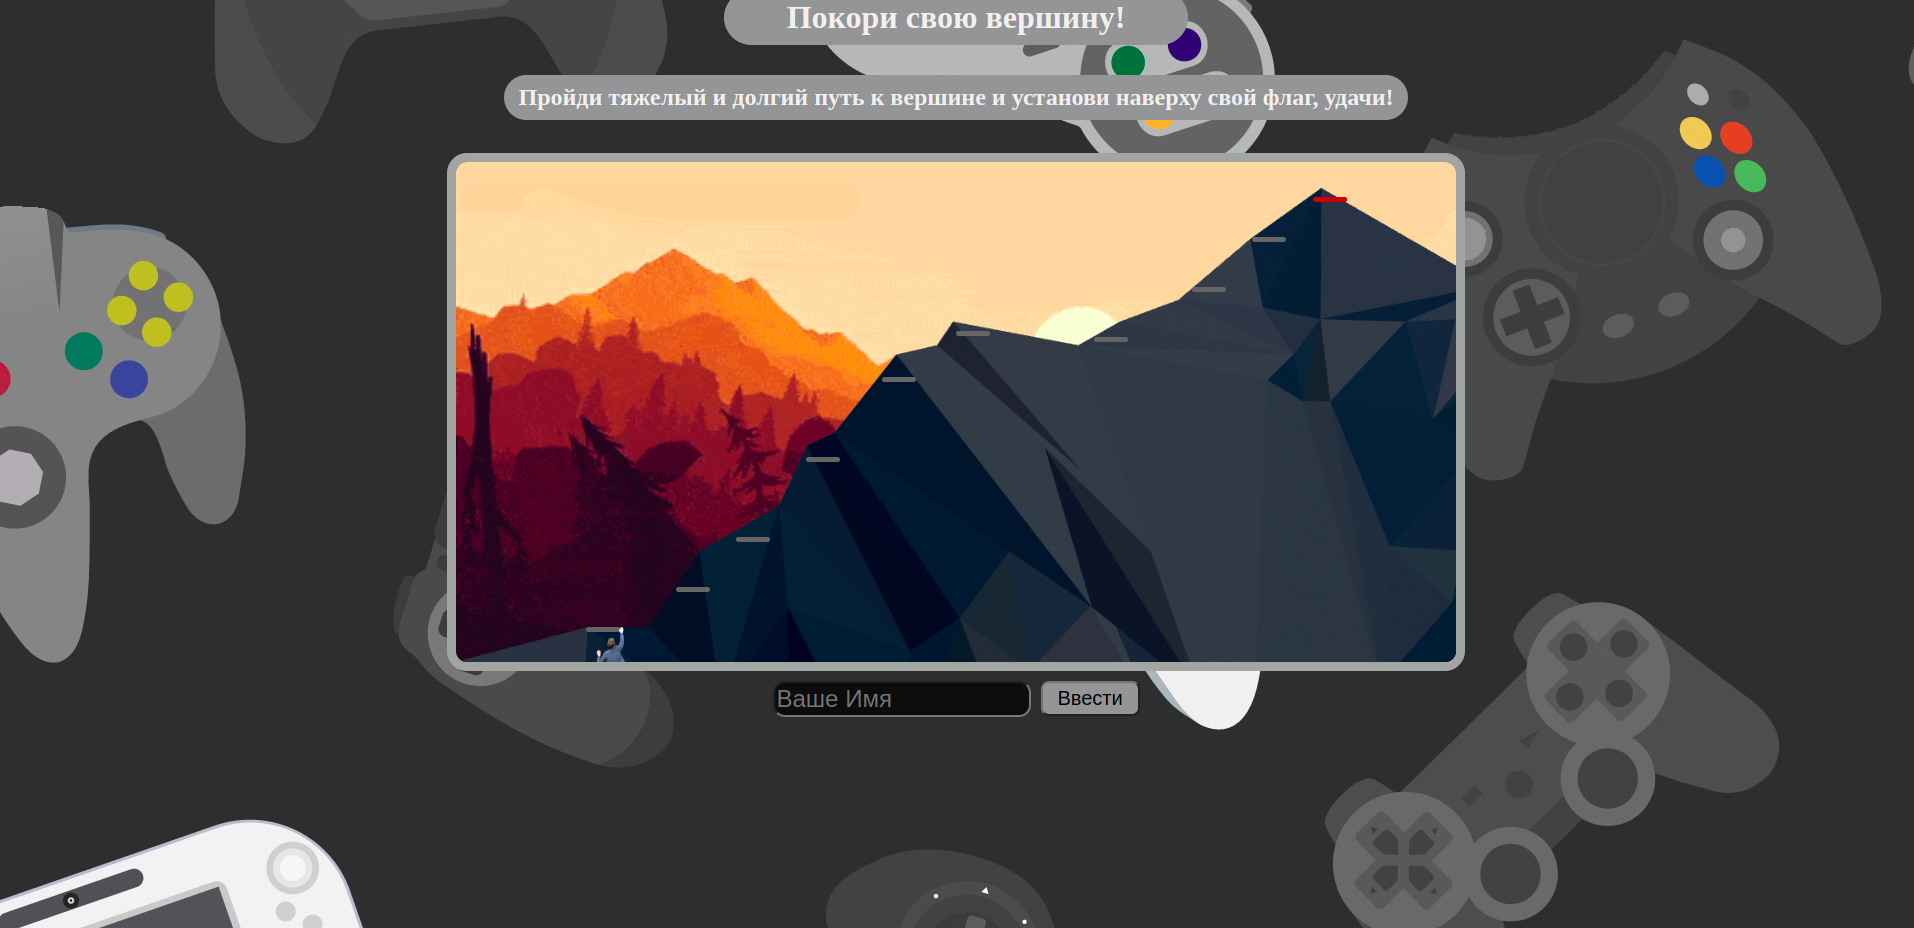 Покори свою вершину!
Пройди тяжелый и долгий путь к вершине и установи наверху свой флаг, удачи!
Ваше Имя
Ввести